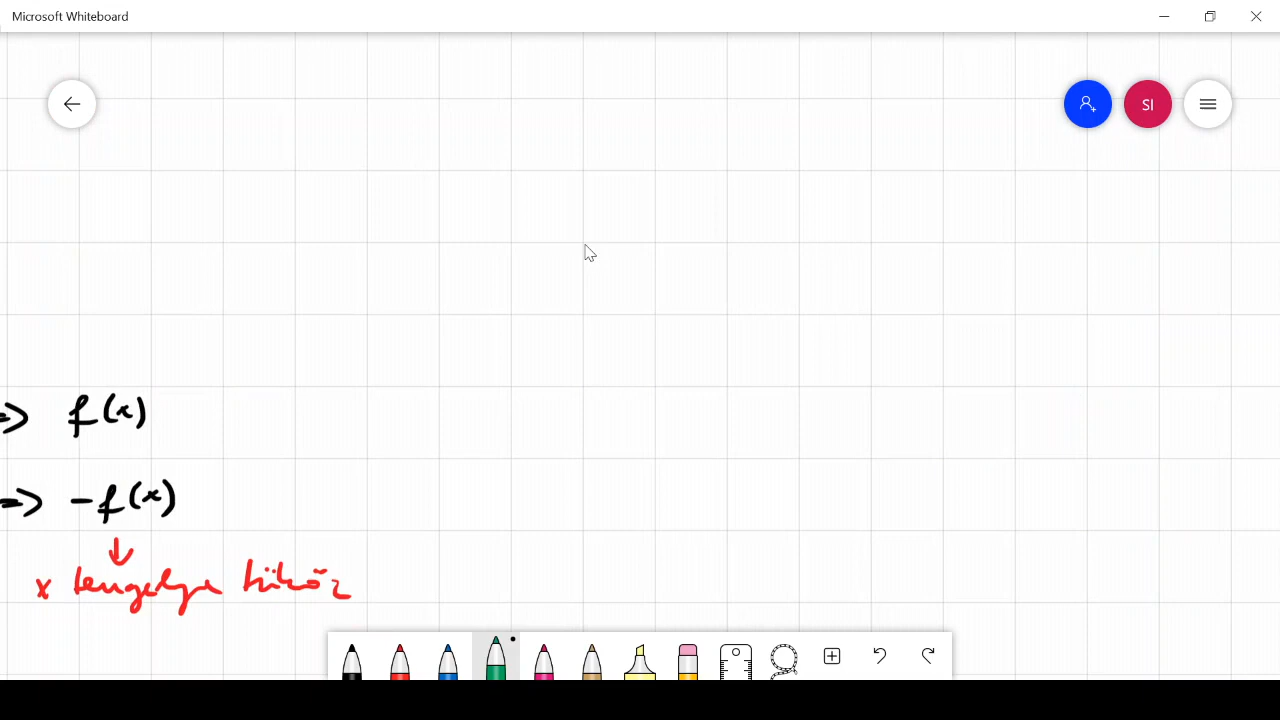 Microsoft Whiteboard
SI
=> f(x)
=> -f(x)
↓
x tengelyre tükröz